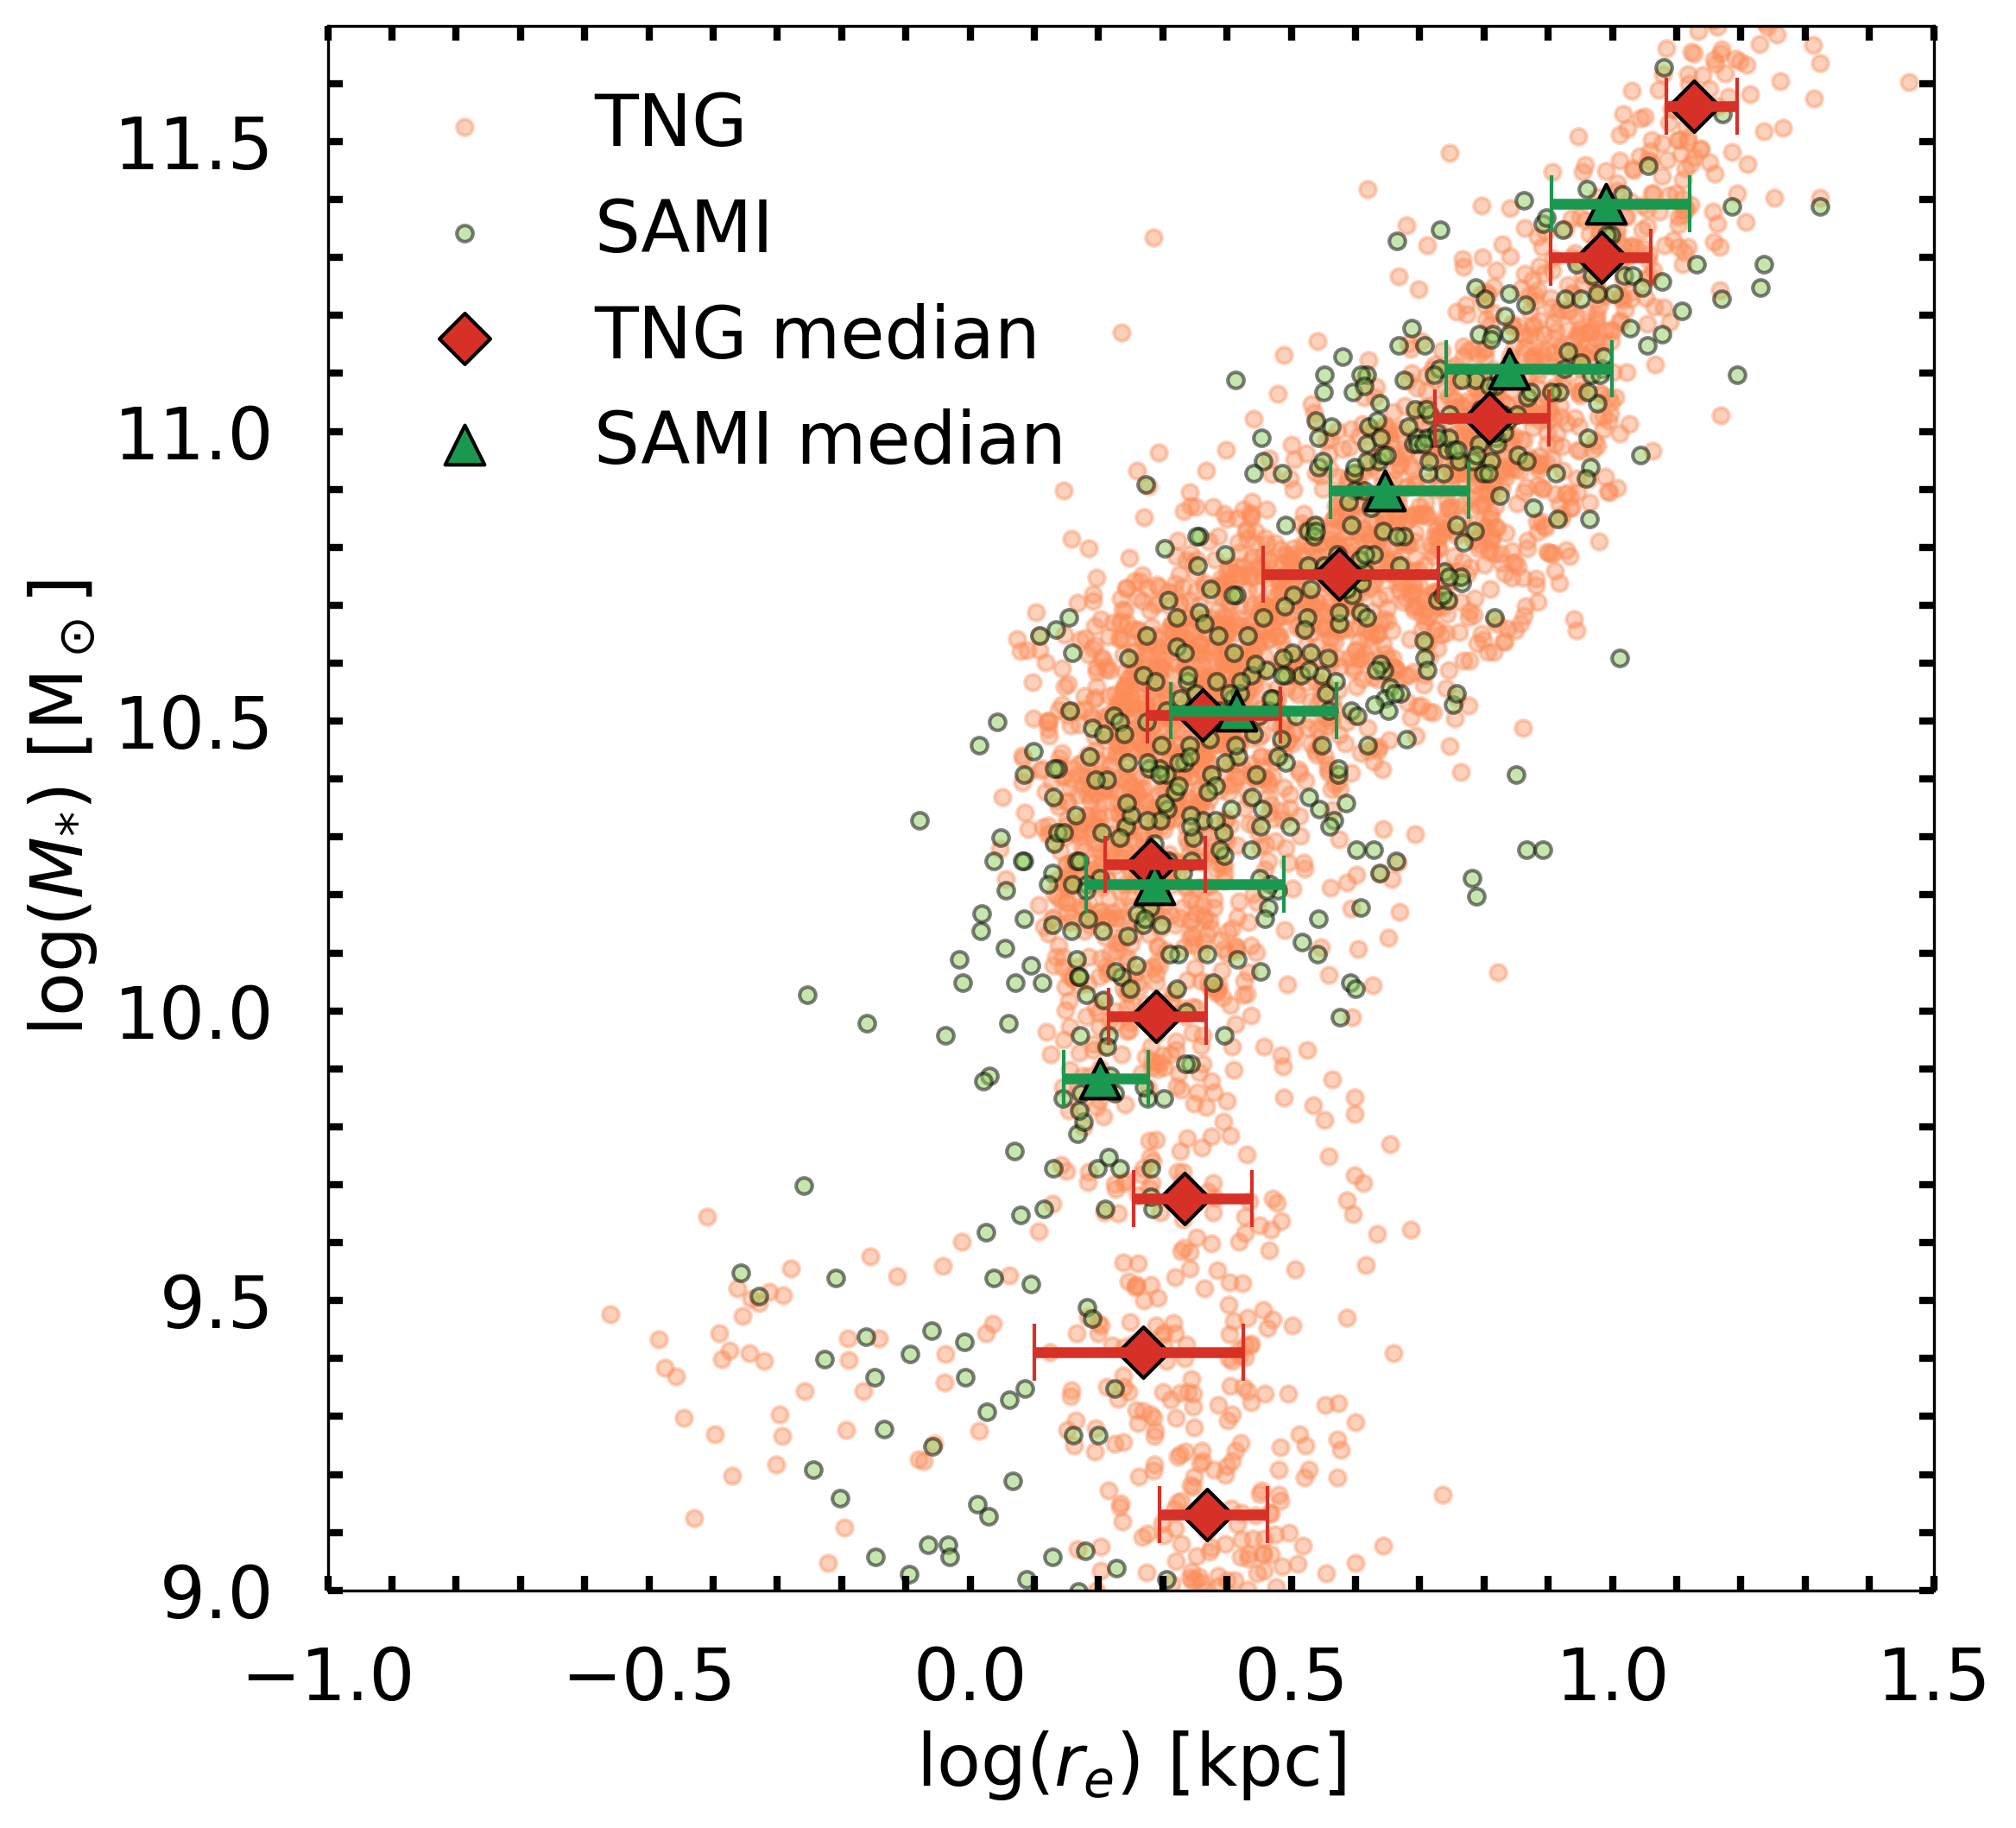 TNG
SAMI
TNG median
SAMI median
log(M*) [M⊙]
11.5
11.0
10.5
10.0
9.5
9.0
−1.0 −0.5 0.0 0.5 1.0 1.5
log(rₑ) [kpc]